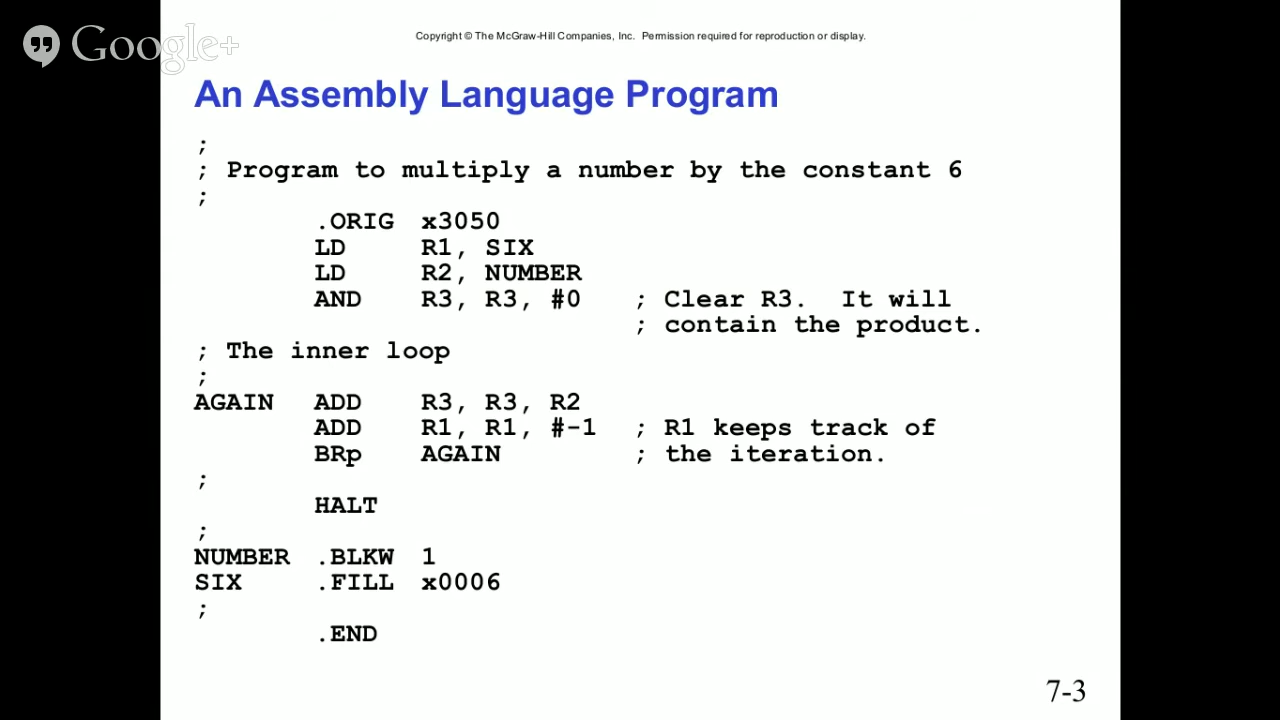 Google+
Copyright © The McGraw-Hill Companies, Inc. Permission required for reproduction or display.
An Assembly Language Program
;
; Program to multiply a number by the constant 6
;
.ORIG x3050
LD R1, SIX
LD R2, NUMBER
AND R3, R3, #0 ; Clear R3. It will
; contain the product.
; The inner loop
;
AGAIN ADD R3, R3, R2
ADD R1, R1, #-1 ; R1 keeps track of
BRp AGAIN ; the iteration.
;
HALT
;
NUMBER .BLKW 1
SIX .FILL x0006
;
.END
7-3